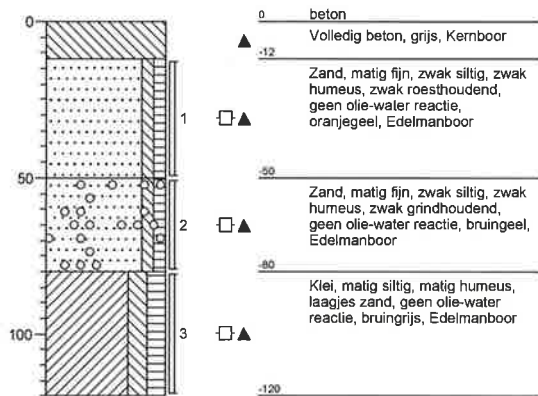 0
50
100
1
2
3
0
beton
Volledig beton, grijs, Kernboor
-12
Zand, matig fijn, zwak siltig, zwak
humeus, zwak roesthoudend,
geen olie-water reactie,
oranjegeel, Edelmanboor
-50
Zand, matig fijn, zwak siltig, zwak
humeus, zwak grindhoudend,
geen olie-water reactie, bruingeel,
Edelmanboor
-80
Klei, matig siltig, matig humeus,
laagjes zand, geen olie-water
reactie, bruingrijs, Edelmanboor
-120